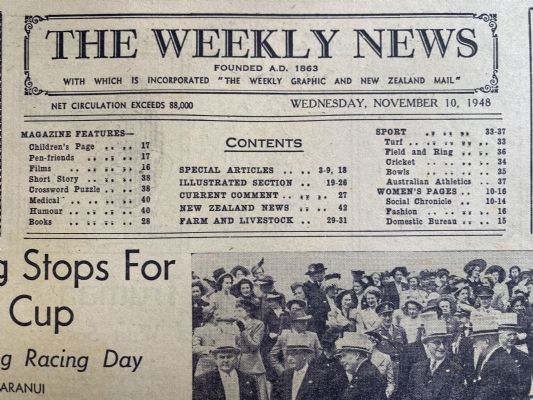 THE WEEKLY NEWS
FOUNDED A.D. 1863
WITH WHICH IS INCORPORATED "THE WEEKLY GRAPHIC AND NEW ZEALAND MAIL"
NET CIRCULATION EXCEEDS 88,000
WEDNESDAY, NOVEMBER 10, 1948
MAGAZINE FEATURES—
Children's Page .. .. 17
Pen-friends .. .. .. 17
Films .. .. .. .. 16
Short Story .. .. .. 38
Crossword Puzzle .. .. 38
Medical .. .. .. .. 40
Humour .. .. .. .. 40
Books .. .. .. .. 28
CONTENTS
SPECIAL ARTICLES .. .. 3-9, 18
ILLUSTRATED SECTION .. 19-26
CURRENT COMMENT .. .. .. 27
NEW ZEALAND NEWS .. .. 42
FARM AND LIVESTOCK .. .. 29-31
SPORT .. .. .. .. 33-37
Turf .. .. .. .. 33
Field and Ring .. .. 36
Cricket .. .. .. .. 34
Bowls .. .. .. .. 35
Australian Athletics . . 37
WOMEN'S PAGES .. .. 10-16
Social Chronicle .. .. 10-14
Fashion .. .. .. .. 16
Domestic Bureau .. .. 15
g Stops For
Cup
g Racing Day
ARANUI